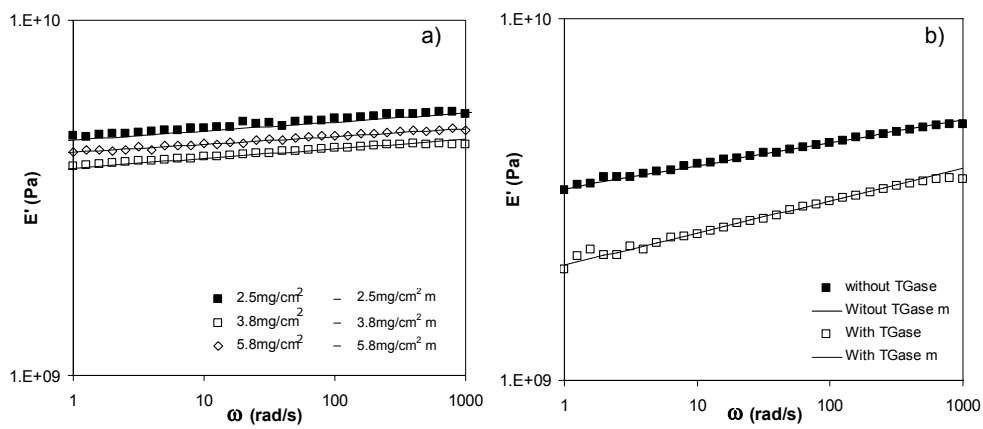 1.E+10
a)
E' (Pa)
2.5mg/cm2
2.5mg/cm2 m
3.8mg/cm2
3.8mg/cm2 m
5.8mg/cm2
5.8mg/cm2 m
1.E+09
1
10
100
1000
ω (rad/s)
1.E+10
b)
E' (Pa)
without TGase
Witout TGase m
With TGase
With TGase m
1.E+09
1
10
100
1000
ω (rad/s)